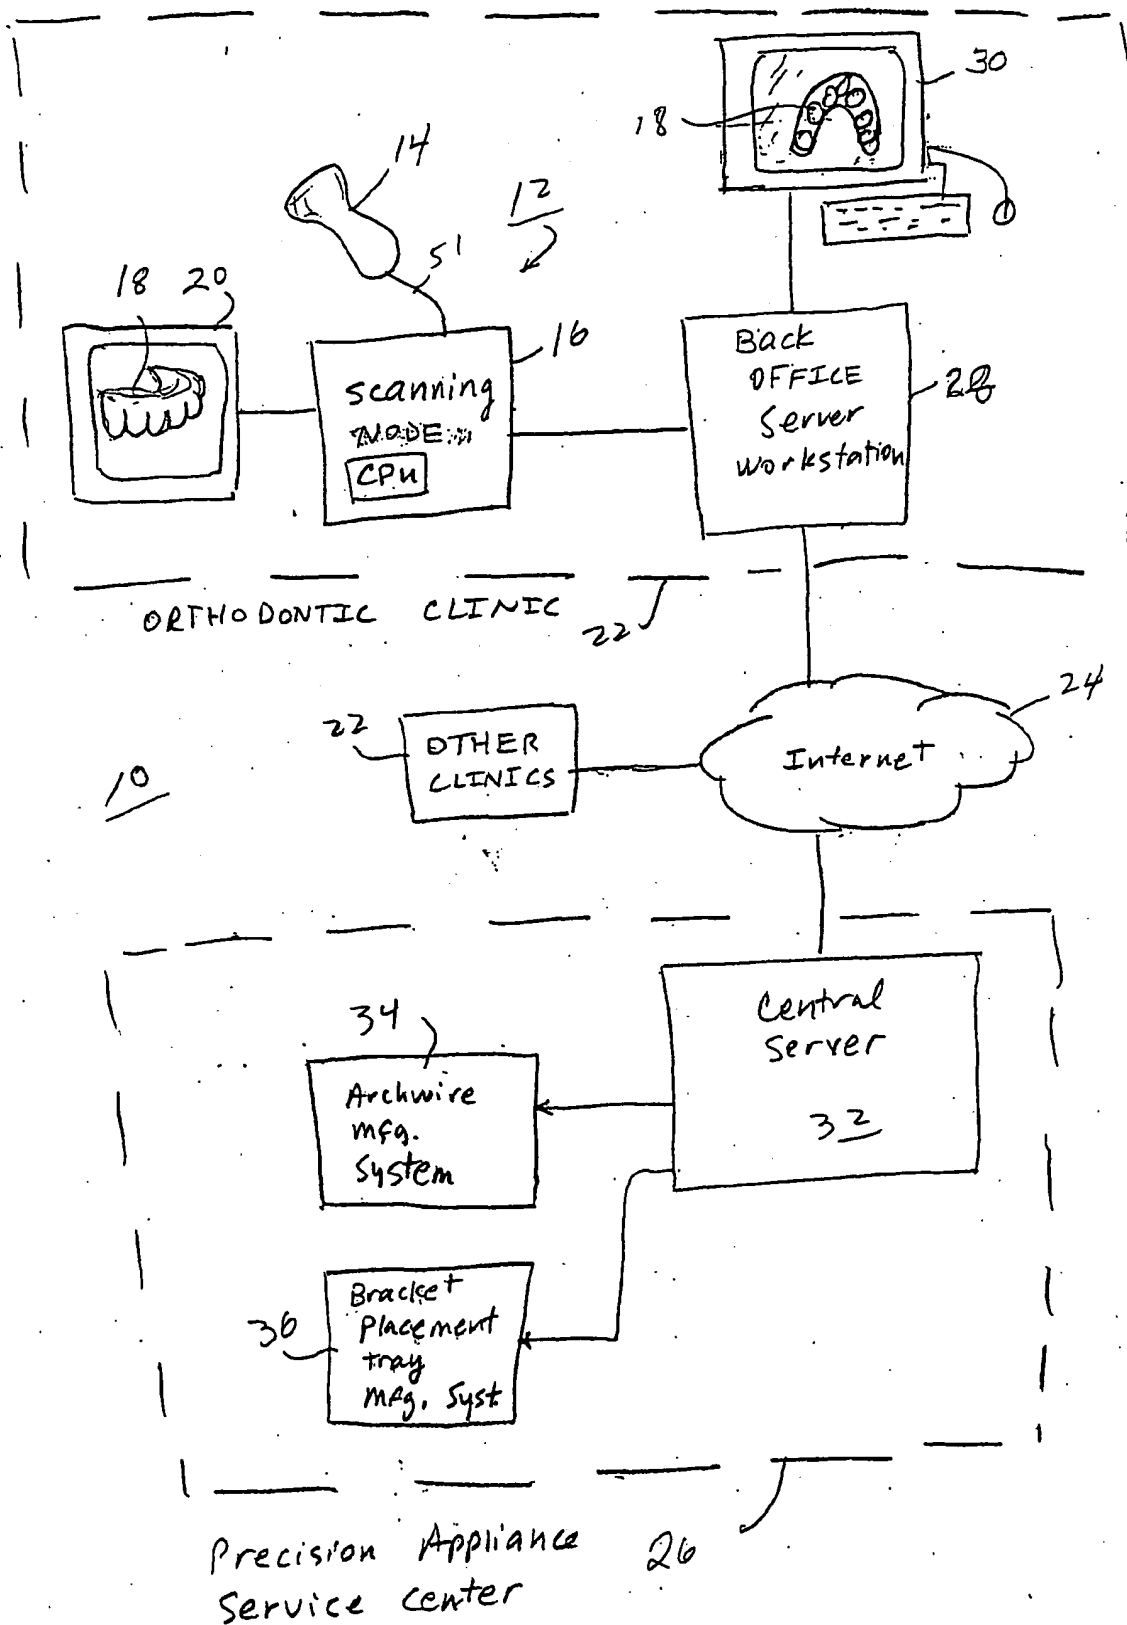 30
18
14
12
51
18 20
16
Scanning
NODE
CPU
Back
OFFICE
Server
Workstation
28
ORTHODONTIC CLINIC
22
24
22
OTHER
CLINICS
Internet
10
Central
Server
32
34
Archwire
mfg.
System
36
Bracket
Placement
tray
mfg. Syst.
Precision Appliance
Service Center
26